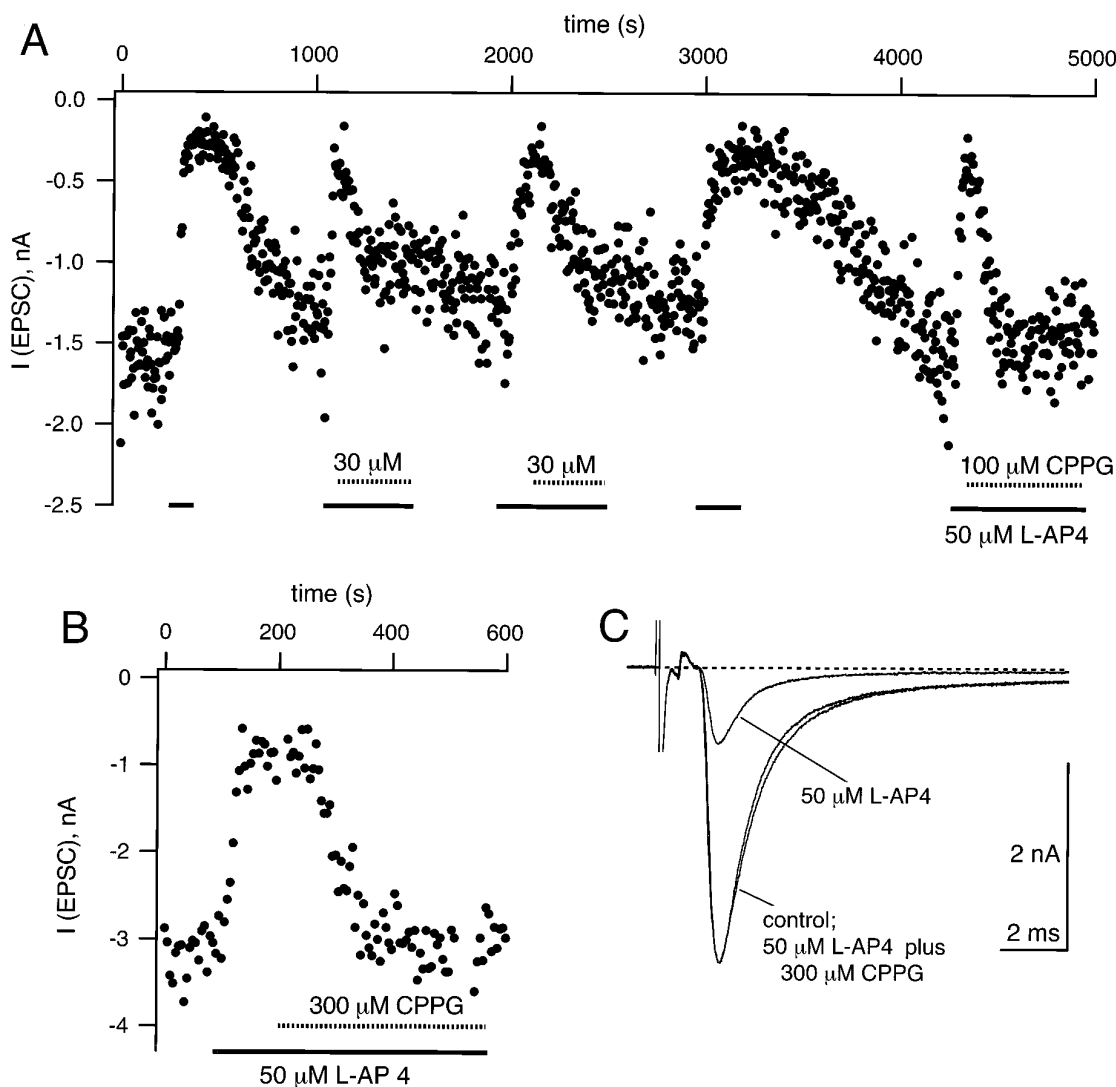 A
time (s)
0 1000 2000 3000 4000 5000
0.0
-0.5
-1.0
-1.5
-2.0
-2.5
I (EPSC), nA
30 μM
30 μM
100 μM CPPG
50 μM L-AP4
B
time (s)
0 200 400 600
0
-1
-2
-3
-4
I (EPSC), nA
300 μM CPPG
50 μM L-AP 4
C
50 μM L-AP4
control;
50 μM L-AP4 plus
300 μM CPPG
2 nA
2 ms